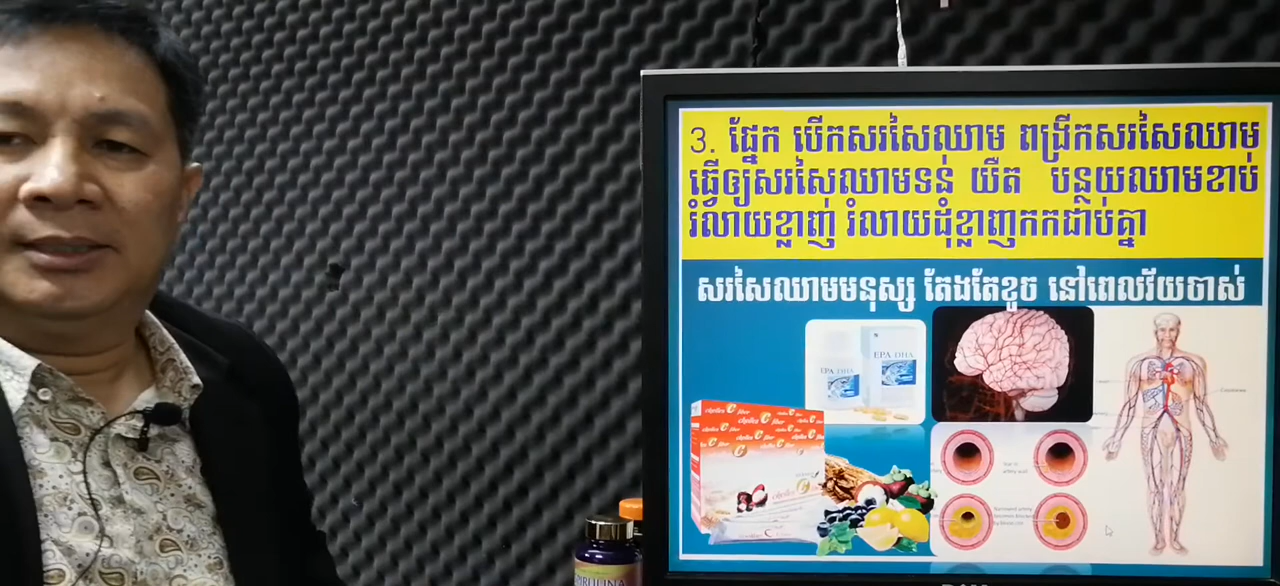 3. ផ្នែក បើកសរសៃឈាម ពង្រីកសរសៃឈាម
ធ្វើឲ្យសរសៃឈាមទន់ យឺត បន្ថយឈាមខាប់
រំលាយខ្លាញ់ រំលាយដុំខ្លាញកកជាប់គ្នា
សរសៃឈាមមនុស្ស តែងតែខូច នៅពេលវ័យចាស់
EPA DHA
EPA DHA
C fiber
SPIRULINA